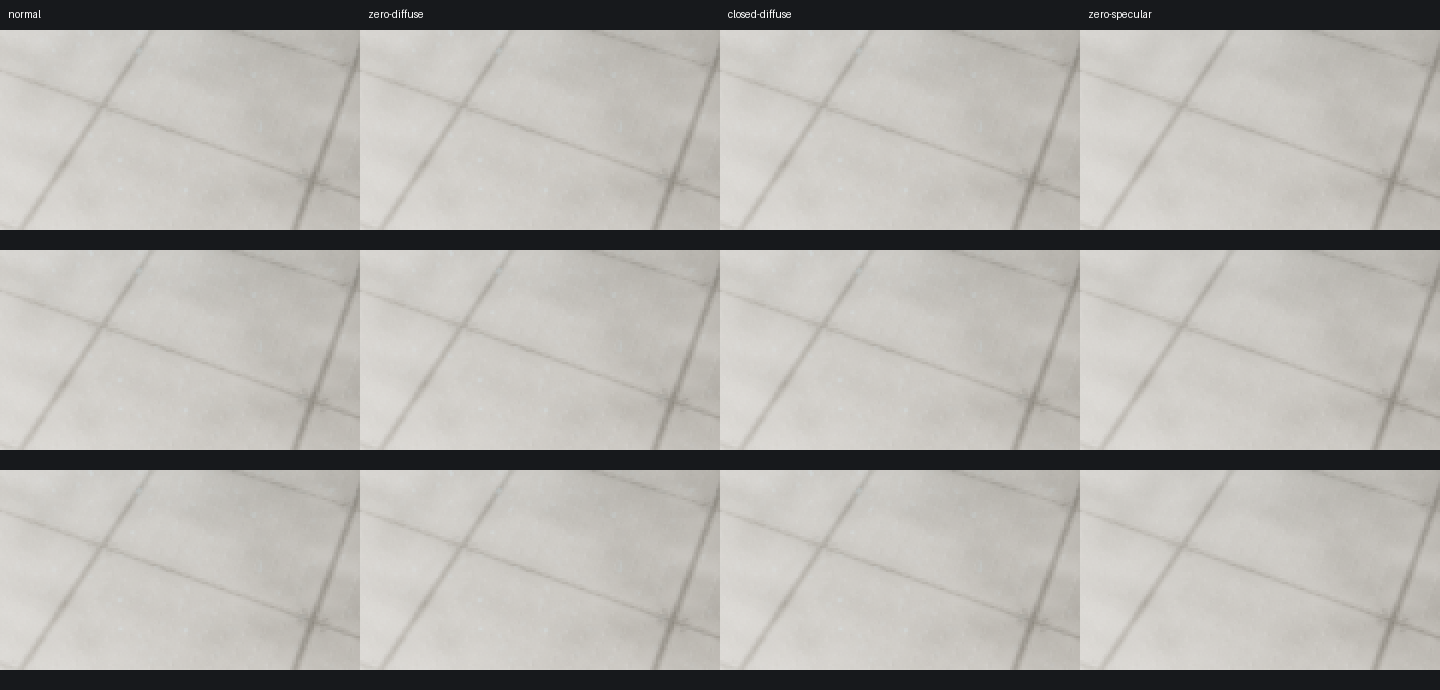 normal
zero-diffuse
closed-diffuse
zero-specular